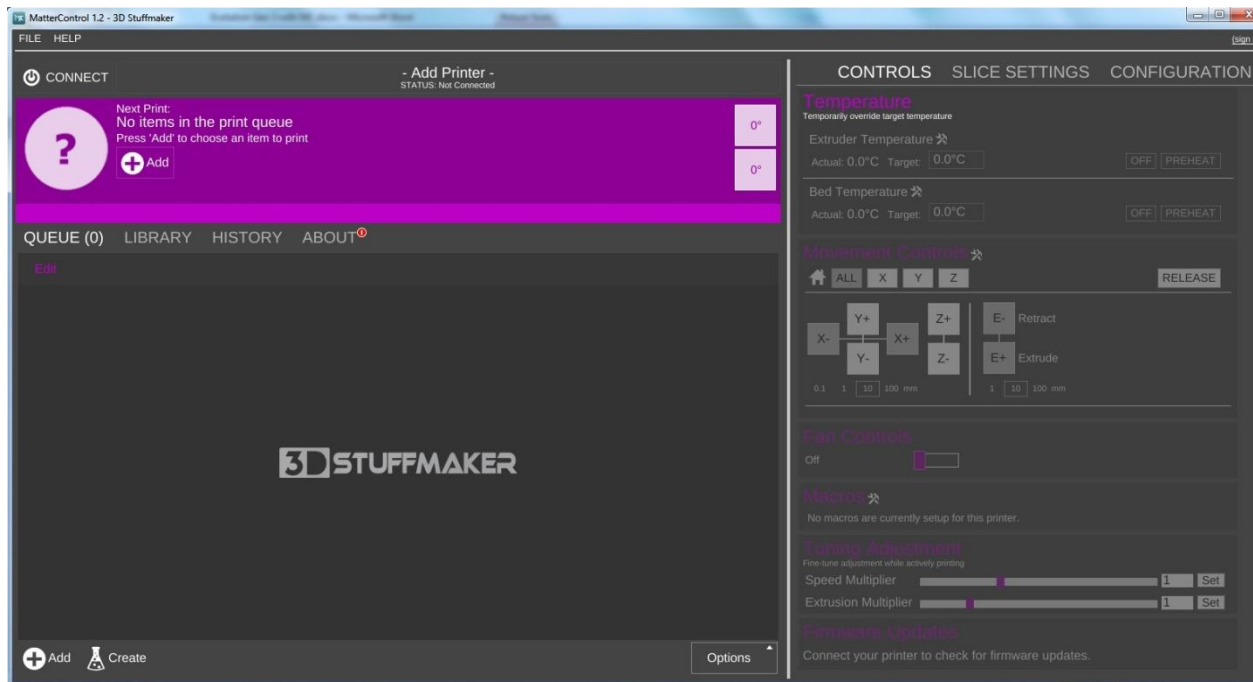 MatterControl 1.2 - 3D Stuffmaker
FILE HELP
(sign
CONNECT
- Add Printer -
STATUS: Not Connected
Next Print:
No items in the print queue
Press 'Add' to choose an item to print
Add
0°
0°
QUEUE (0) LIBRARY HISTORY ABOUT
Edit
3DSTUFFMAKER
Add Create
Options
CONTROLS SLICE SETTINGS CONFIGURATION
Temperature
Temporarily override target temperature
Extruder Temperature
Actual: 0.0°C Target: 0.0°C OFF PREHEAT
Bed Temperature
Actual: 0.0°C Target: 0.0°C OFF PREHEAT
Movement Controls
ALL X Y Z RELEASE
Y+ Z+ E- Retract
X- X+
Y- Z- E+ Extrude
0.1 1 10 100 mm 1 10 100 mm
Fan Controls
Off
Macros
No macros are currently setup for this printer.
Tuning Adjustment
Fine-tune adjustment while actively printing
Speed Multiplier 1 Set
Extrusion Multiplier 1 Set
Firmware Updates
Connect your printer to check for firmware updates.